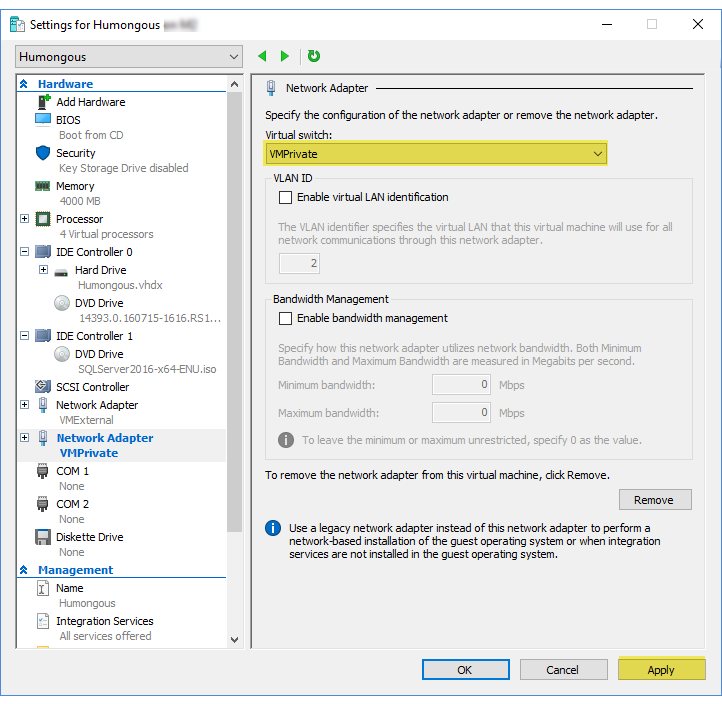 Settings for Humongous
Humongous
Hardware
Add Hardware
BIOS
Boot from CD
Security
Key Storage Drive disabled
Memory
4000 MB
Processor
4 Virtual processors
IDE Controller 0
Hard Drive
Humongous.vhdx
DVD Drive
14393.0.160715-1616.RS1...
IDE Controller 1
DVD Drive
SQLServer2016-x64-ENU.iso
SCSI Controller
Network Adapter
VMExternal
Network Adapter
VMPrivate
COM 1
None
COM 2
None
Diskette Drive
None
Management
Name
Humongous
Integration Services
All services offered
Network Adapter
Specify the configuration of the network adapter or remove the network adapter.
Virtual switch:
VMPrivate
VLAN ID
Enable virtual LAN identification
The VLAN identifier specifies the virtual LAN that this virtual machine will use for all
network communications through this network adapter.
2
Bandwidth Management
Enable bandwidth management
Specify how this network adapter utilizes network bandwidth. Both Minimum
Bandwidth and Maximum Bandwidth are measured in Megabits per second.
Minimum bandwidth: 0 Mbps
Maximum bandwidth: 0 Mbps
To leave the minimum or maximum unrestricted, specify 0 as the value.
To remove the network adapter from this virtual machine, click Remove.
Remove
Use a legacy network adapter instead of this network adapter to perform a
network-based installation of the guest operating system or when integration
services are not installed in the guest operating system.
OK Cancel Apply